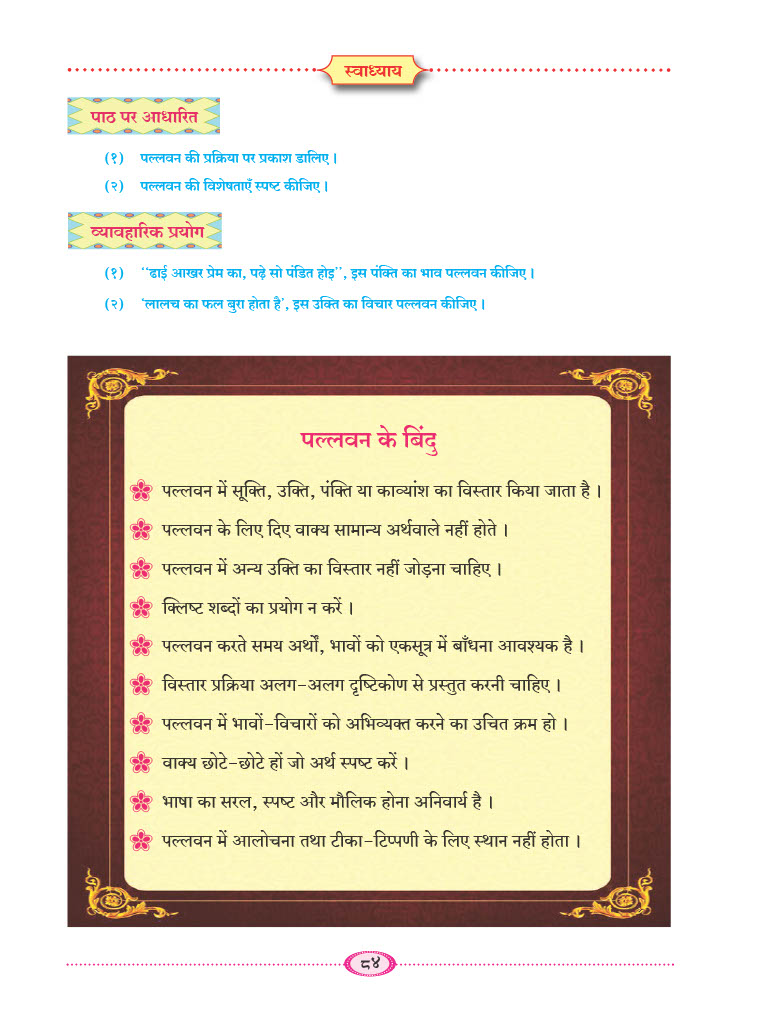 स्वाध्याय
पाठ पर आधारित
(१) पल्लवन की प्रक्रिया पर प्रकाश डालिए ।
(२) पल्लवन की विशेषताएँ स्पष्ट कीजिए ।
व्यावहारिक प्रयोग
(१) ‘‘ढाई आखर प्रेम का, पढ़े सो पंडित होइ’’, इस पंक्ति का भाव पल्लवन कीजिए ।
(२) ‘लालच का फल बुरा होता है’, इस उक्ति का विचार पल्लवन कीजिए ।
पल्लवन के बिंदु
पल्लवन में सूक्ति, उक्ति, पंक्ति या काव्यांश का विस्तार किया जाता है ।
पल्लवन के लिए दिए वाक्य सामान्य अर्थवाले नहीं होते ।
पल्लवन में अन्य उक्ति का विस्तार नहीं जोड़ना चाहिए ।
क्लिष्ट शब्दों का प्रयोग न करें ।
पल्लवन करते समय अर्थों, भावों को एकसूत्र में बाँधना आवश्यक है ।
विस्तार प्रक्रिया अलग-अलग दृष्टिकोण से प्रस्तुत करनी चाहिए ।
पल्लवन में भावों-विचारों को अभिव्यक्त करने का उचित क्रम हो ।
वाक्य छोटे-छोटे हों जो अर्थ स्पष्ट करें ।
भाषा का सरल, स्पष्ट और मौलिक होना अनिवार्य है ।
पल्लवन में आलोचना तथा टीका-टिप्पणी के लिए स्थान नहीं होता ।
८४